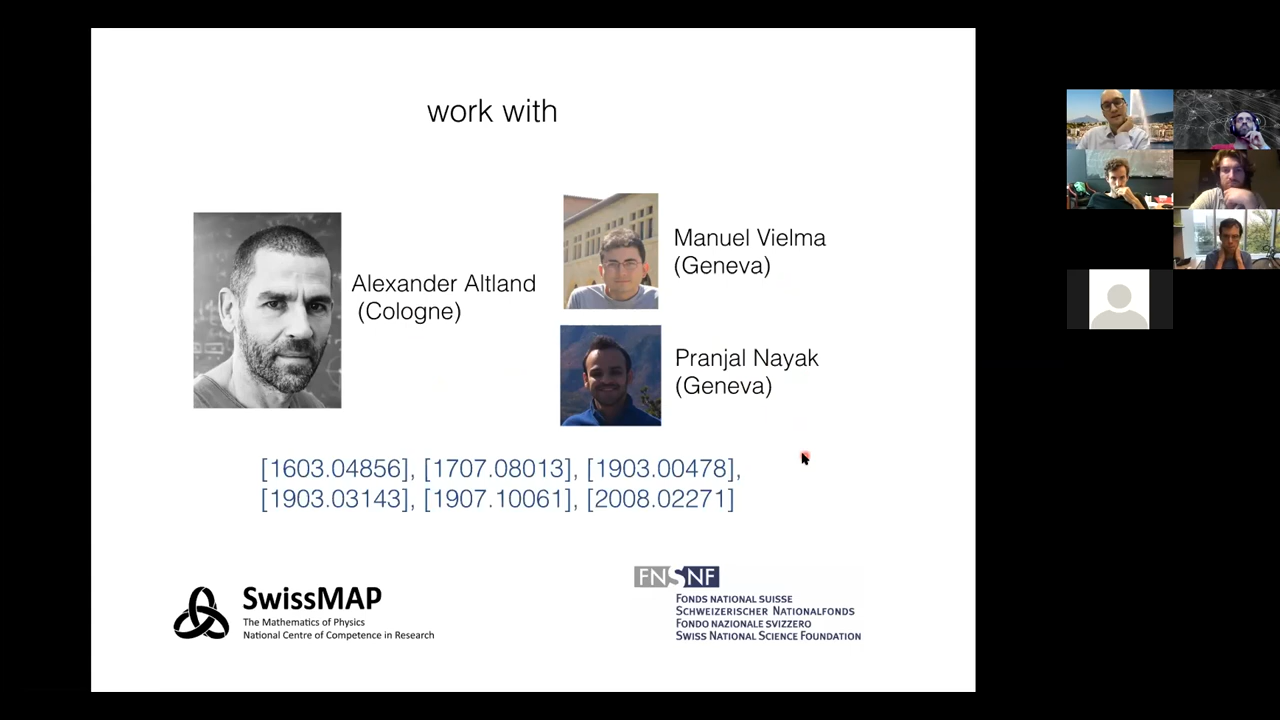 work with
Alexander Altland
(Cologne)
Manuel Vielma
(Geneva)
Pranjal Nayak
(Geneva)
[1603.04856], [1707.08013], [1903.00478],
[1903.03143], [1907.10061], [2008.02271]
SwissMAP
The Mathematics of Physics
National Centre of Competence in Research
FNSNF
FONDS NATIONAL SUISSE
SCHWEIZERISCHER NATIONALFONDS
FONDO NAZIONALE SVIZZERO
SWISS NATIONAL SCIENCE FOUNDATION